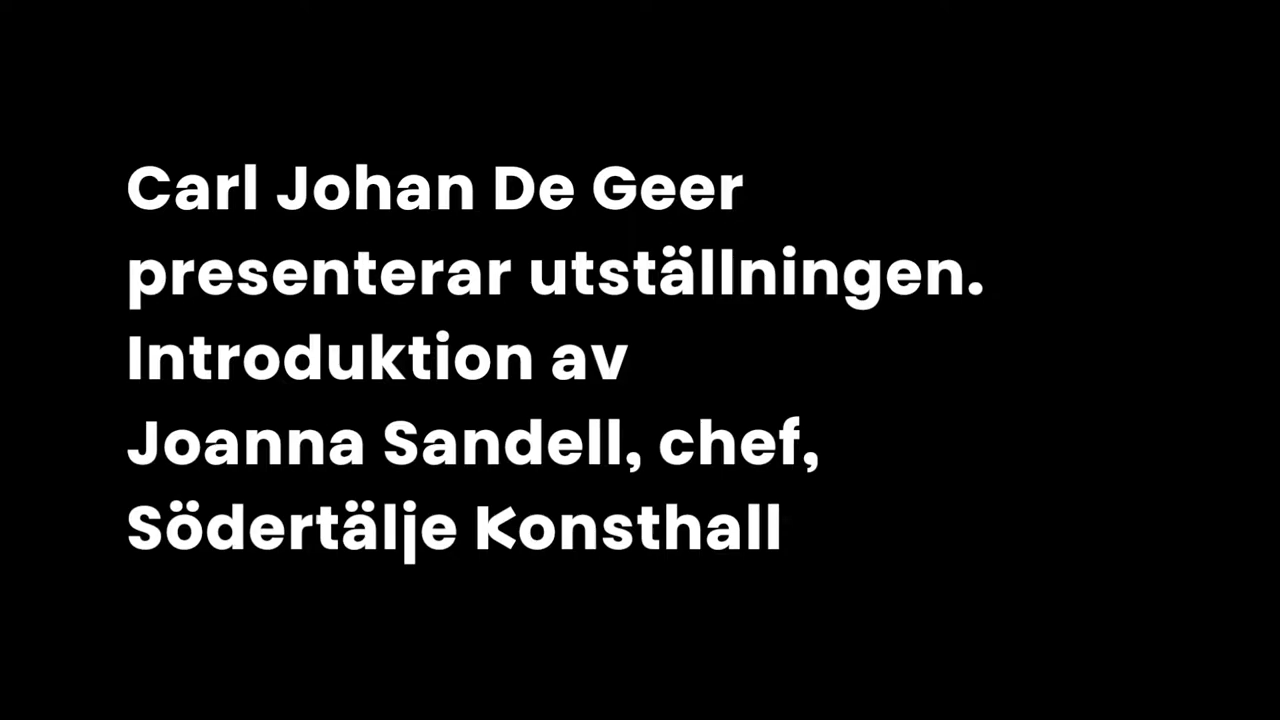 Carl Johan De Geer
presenterar utställningen.
Introduktion av
Joanna Sandell, chef,
Södertälje Konsthall